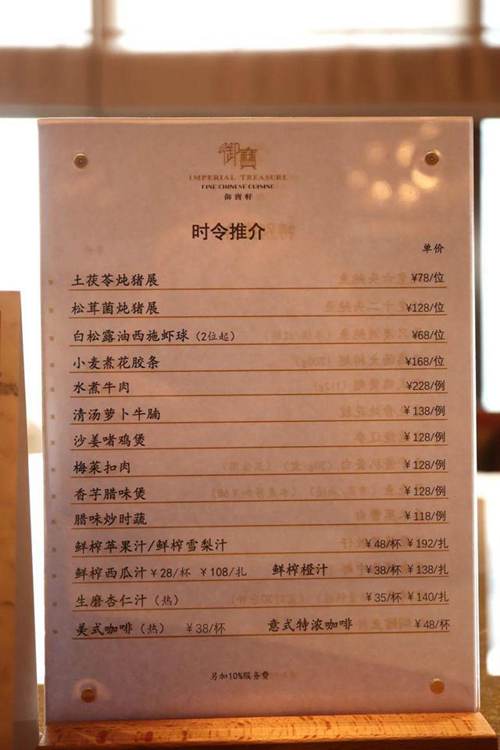 御寶
IMPERIAL TREASURE
FINE CHINESE CUISINE
御寶軒
时令推介
单价
土茯苓炖猪展 ¥78/位
松茸菌炖猪展 ¥128/位
白松露油西施虾球（2位起） ¥68/位
小麦煮花胶条 ¥168/位
水煮牛肉 ¥228/例
清汤萝卜牛腩 ¥138/例
沙姜啫鸡煲 ¥128/例
梅菜扣肉 ¥128/例
香芋腊味煲 ¥128/例
腊味炒时蔬 ¥118/例
鲜榨苹果汁/鲜榨雪梨汁 ¥48/杯 ¥192/扎
鲜榨西瓜汁¥28/杯 ¥108/扎 鲜榨橙汁 ¥38/杯 ¥138/扎
生磨杏仁汁（热） ¥35/杯 ¥140/扎
美式咖啡（热） ¥38/杯 意式特浓咖啡 ¥48/杯
另加10%服务费